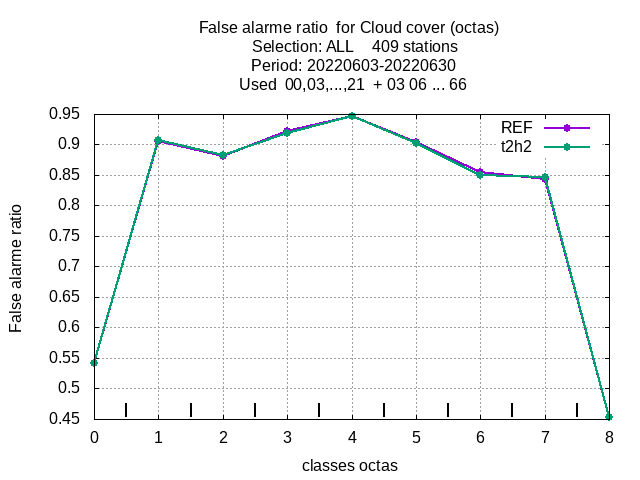 False alarme ratio  for Cloud cover (octas)
Selection: ALL    409 stations
Period: 20220603-20220630
Used  00,03,...,21  + 03 06 ... 66
REF
t2h2
0.95
0.9
0.85
0.8
0.75
0.7
0.65
0.6
0.55
0.5
0.45
False alarme ratio
0 1 2 3 4 5 6 7 8
classes octas